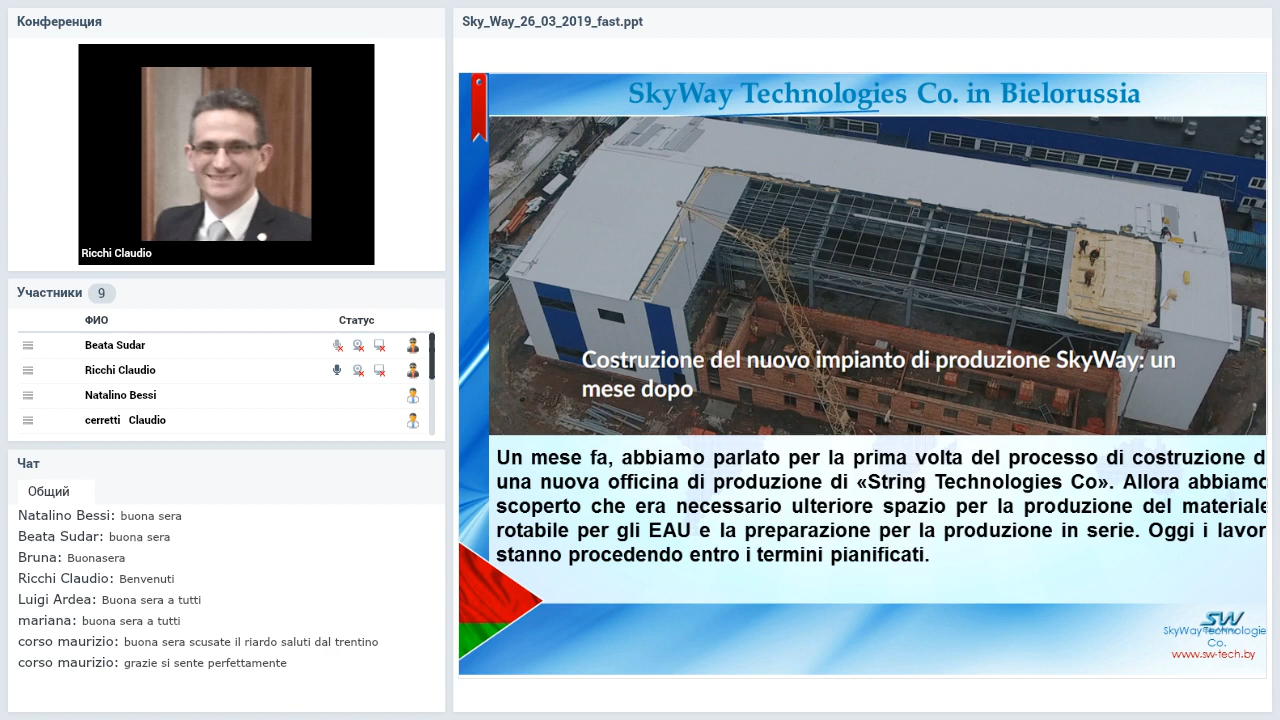 Конференция
Ricchi Claudio
Участники 9
ФИО Статус
Beata Sudar
Ricchi Claudio
Natalino Bessi
cerretti Claudio
Чат
Общий
Natalino Bessi: buona sera
Beata Sudar: buona sera
Bruna: Buonasera
Ricchi Claudio: Benvenuti
Luigi Ardea: Buona sera a tutti
mariana: buona sera a tutti
corso maurizio: buona sera scusate il riardo saluti dal trentino
corso maurizio: grazie si sente perfettamente
Sky_Way_26_03_2019_fast.ppt
SkyWay Technologies Co. in Bielorussia
Costruzione del nuovo impianto di produzione SkyWay: un
mese dopo
Un mese fa, abbiamo parlato per la prima volta del processo di costruzione d
una nuova officina di produzione di «String Technologies Co». Allora abbiamo
scoperto che era necessario ulteriore spazio per la produzione del materiale
rotabile per gli EAU e la preparazione per la produzione in serie. Oggi i lavor
stanno procedendo entro i termini pianificati.
SW
SkyWay Technologie
Co.
www.sw-tech.by